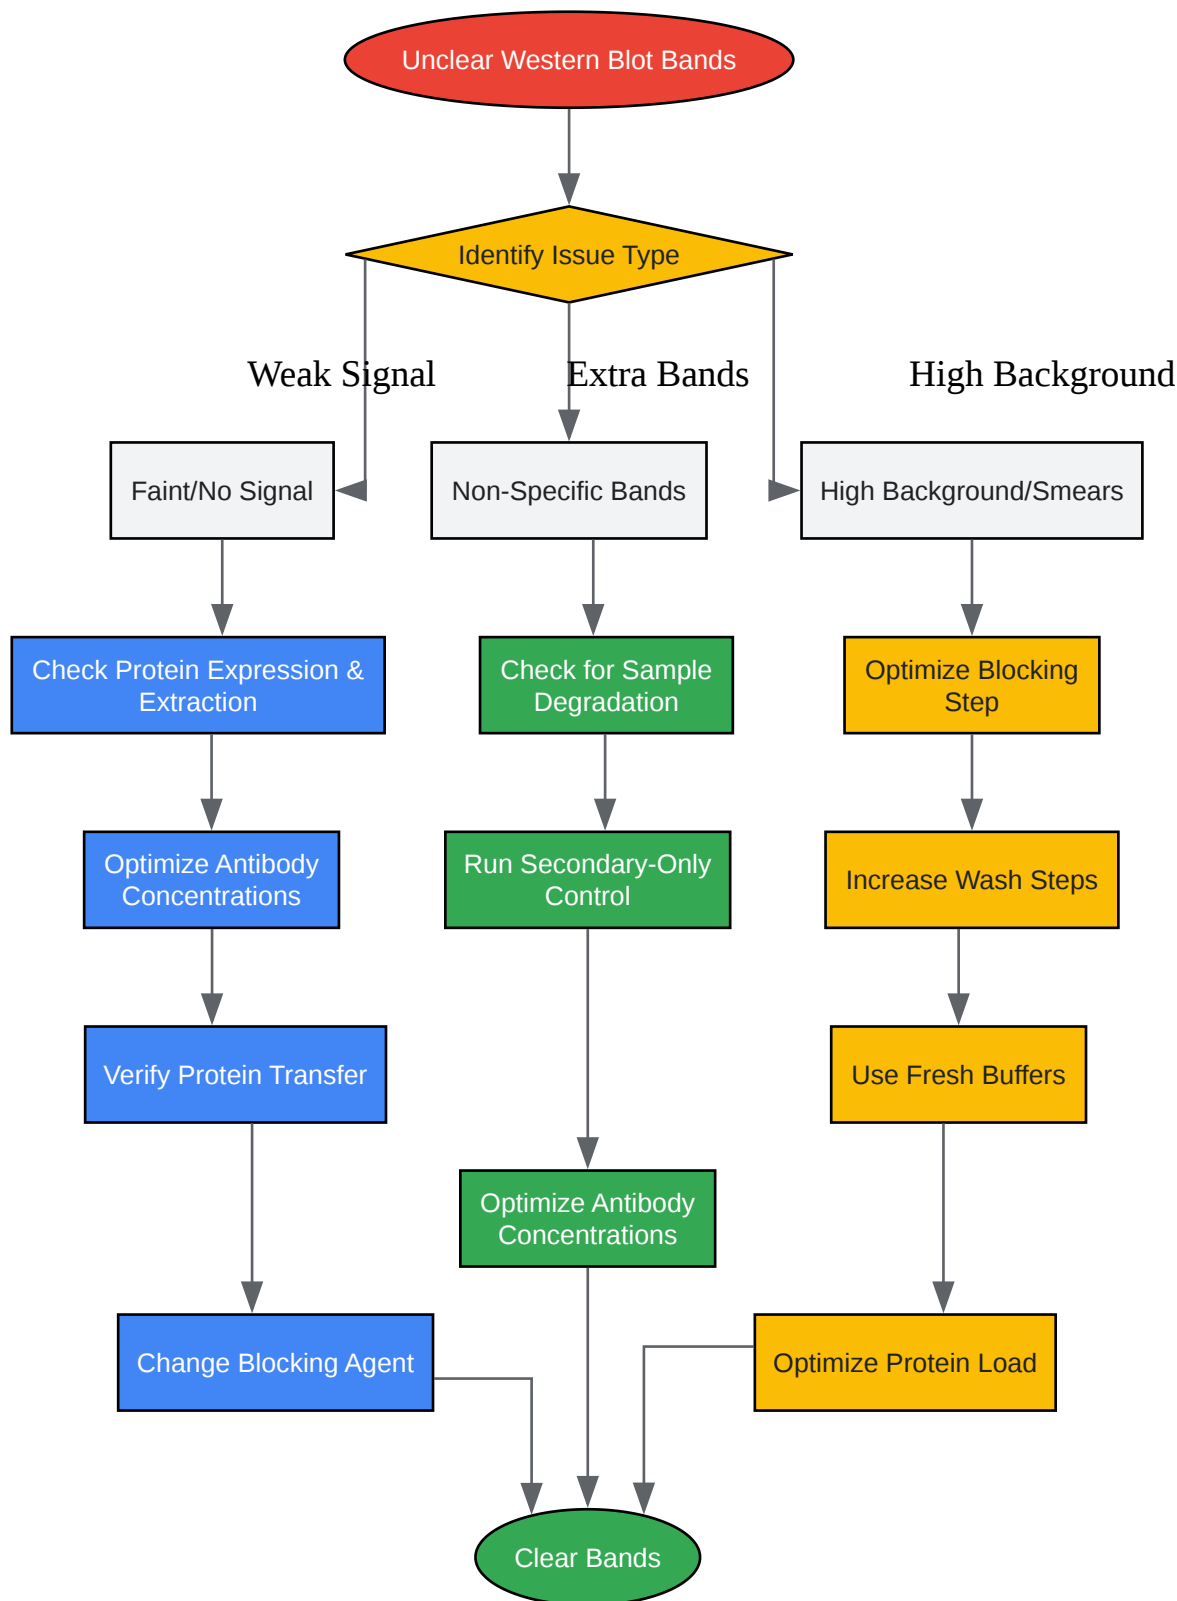 Unclear Western Blot Bands
Identify Issue Type
Weak Signal
Extra Bands
High Background
Faint/No Signal
Non-Specific Bands
High Background/Smears
Check Protein Expression &
Extraction
Check for Sample
Degradation
Optimize Blocking
Step
Optimize Antibody
Concentrations
Run Secondary-Only
Control
Increase Wash Steps
Verify Protein Transfer
Use Fresh Buffers
Optimize Antibody
Concentrations
Change Blocking Agent
Optimize Protein Load
Clear Bands